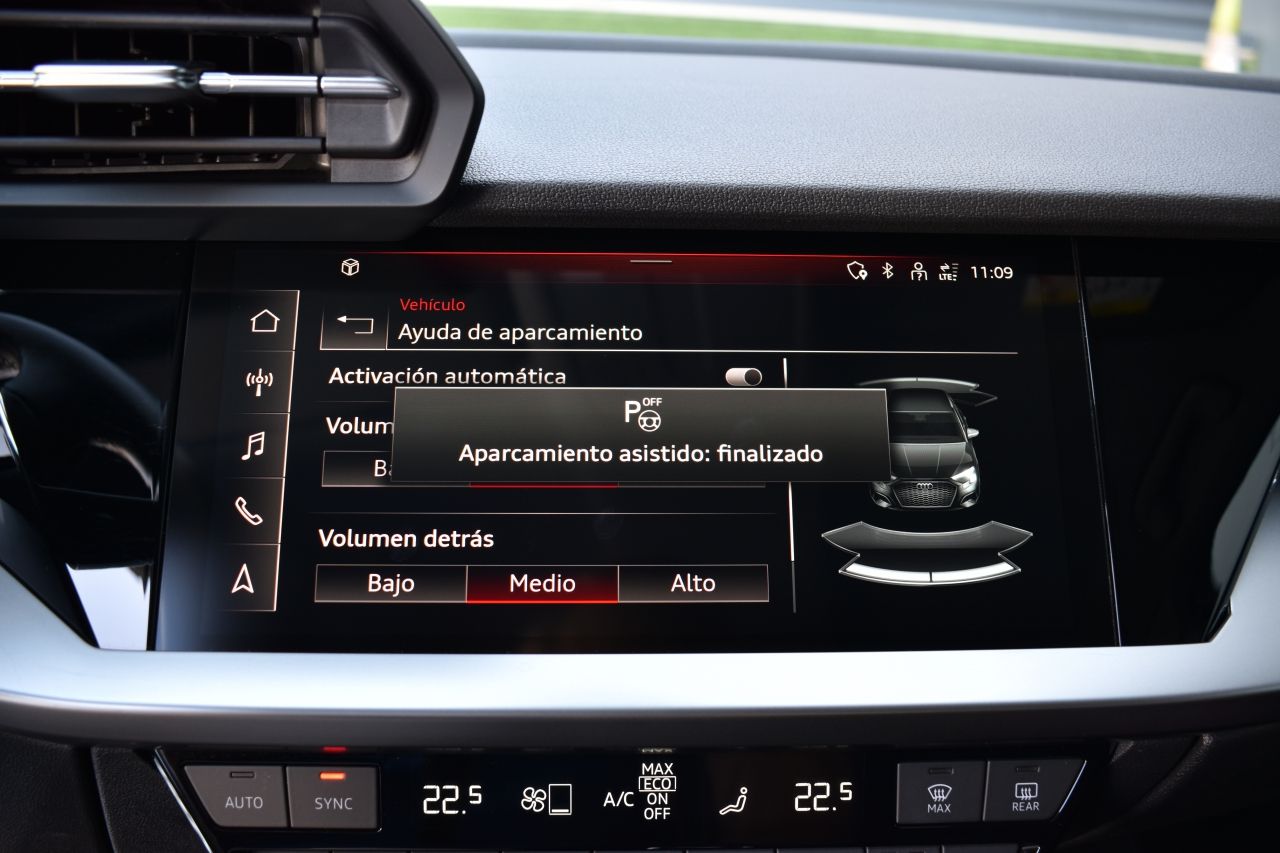 LTE 11:09
Vehículo
Ayuda de aparcamiento
Activación automática
P OFF
Aparcamiento asistido: finalizado
Volum
Ba
Volumen detrás
Bajo Medio Alto
AUTO SYNC 22.5 A/C MAX ECO ON OFF 22.5 MAX REAR